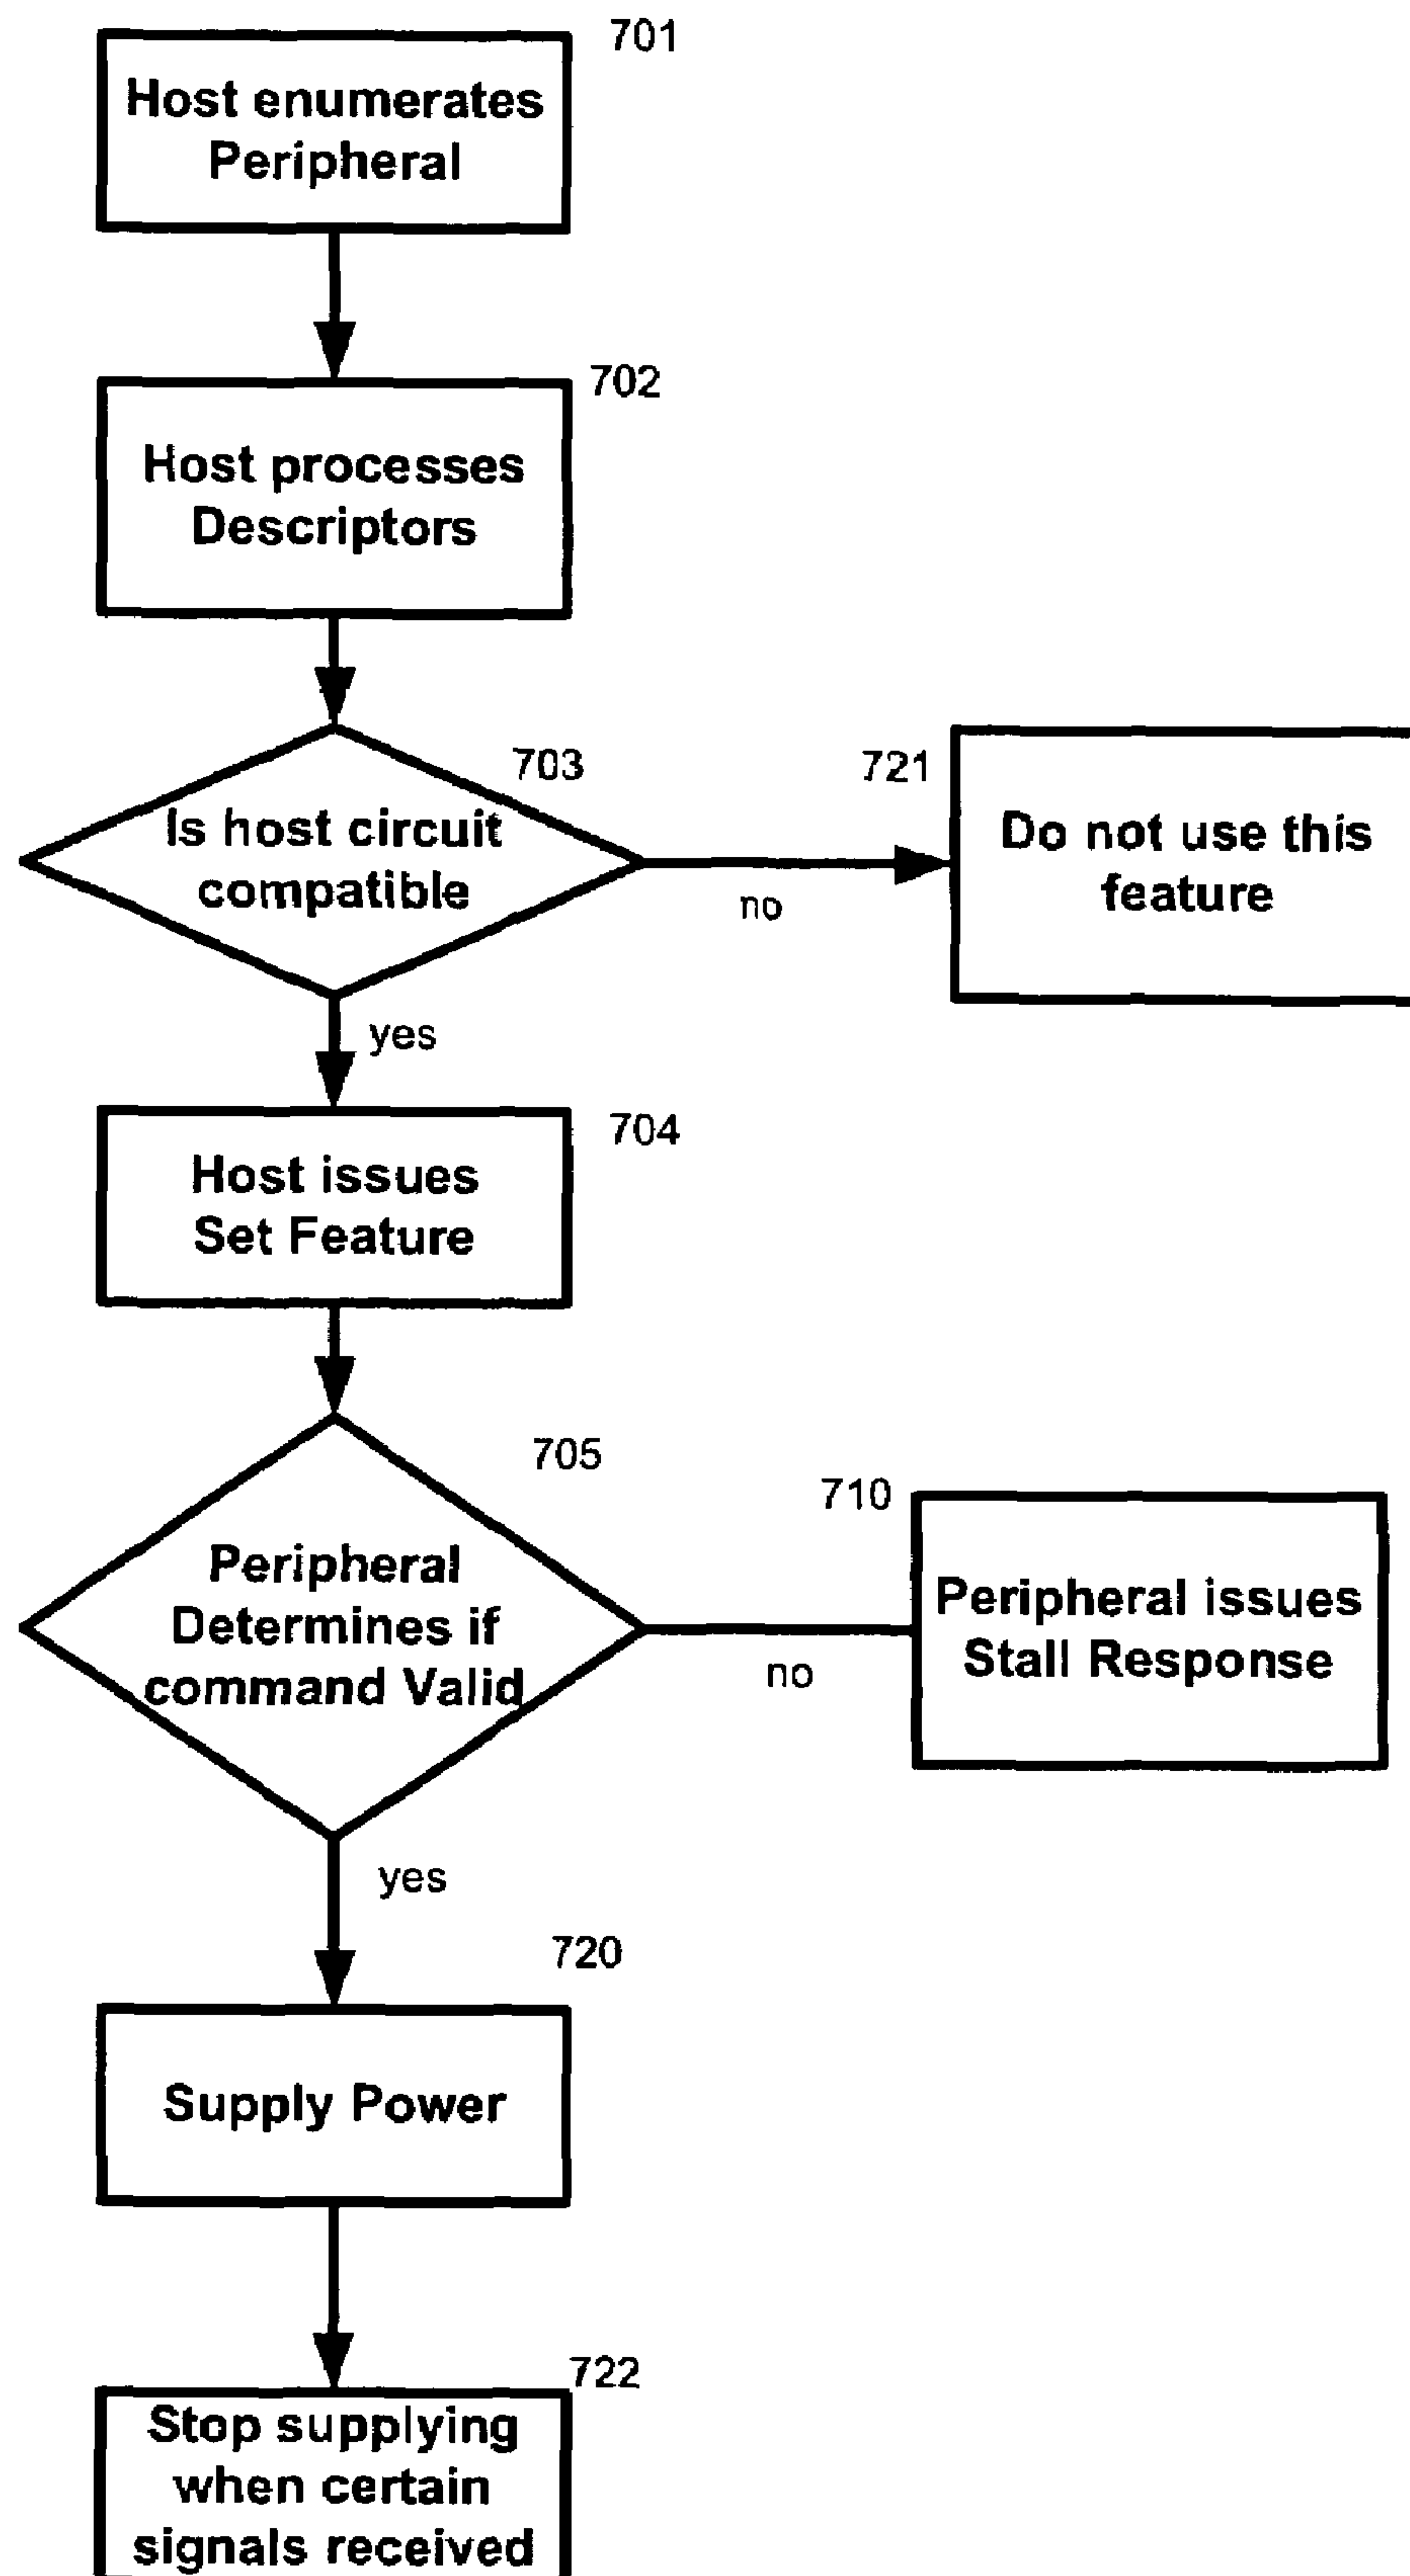 701
Host enumerates
Peripheral
702
Host processes
Descriptors
703
Is host circuit
compatible
no
721
Do not use this
feature
yes
704
Host issues
Set Feature
705
Peripheral
Determines if
command Valid
no
710
Peripheral issues
Stall Response
yes
720
Supply Power
722
Stop supplying
when certain
signals received